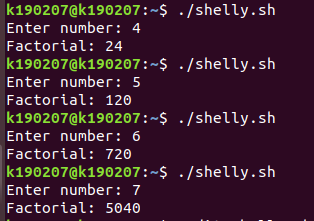 k190207@k190207:~$ ./shelly.sh
Enter number: 4
Factorial: 24
k190207@k190207:~$ ./shelly.sh
Enter number: 5
Factorial: 120
k190207@k190207:~$ ./shelly.sh
Enter number: 6
Factorial: 720
k190207@k190207:~$ ./shelly.sh
Enter number: 7
Factorial: 5040